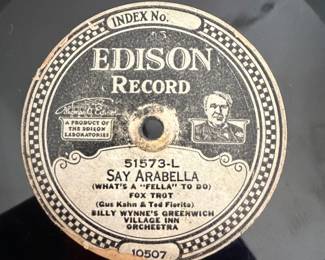 INDEX No.
EDISON
RECORD
A PRODUCT OF
THE EDISON
LABORATORIES
51573-L
SAY ARABELLA
(WHAT'S A "FELLA" TO DO)
FOX TROT
(Gus Kahn & Ted Fiorito)
BILLY WYNNE'S GREENWICH
VILLAGE INN
ORCHESTRA
10507